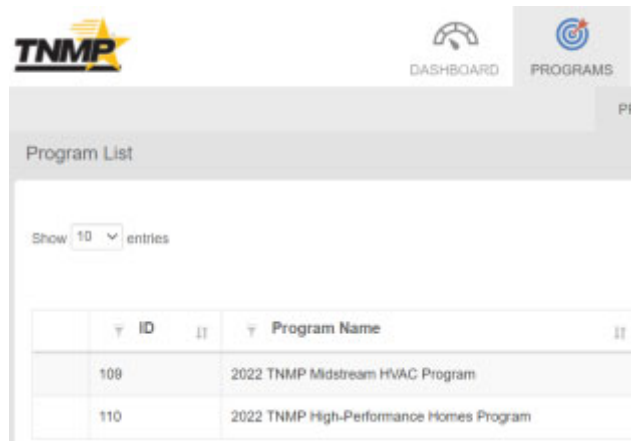 TNMP
DASHBOARD
PROGRAMS
Program List
Show 10 entries
ID
Program Name
109
2022 TNMP Midstream HVAC Program
110
2022 TNMP High-Performance Homes Program